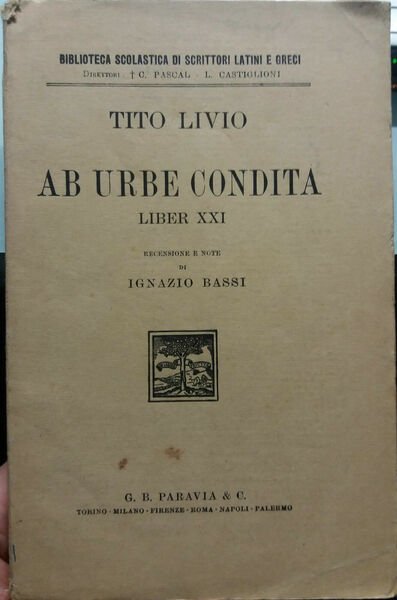 BIBLIOTECA SCOLASTICA DI SCRITTORI LATINI E GRECI
DIRETTORI † C. PASCAL - L. CASTIGLIONI
TITO LIVIO
AB URBE CONDITA
LIBER XXI
RECENSIONE E NOTE
DI
IGNAZIO BASSI
G. B. PARAVIA & C.
TORINO - MILANO - FIRENZE - ROMA - NAPOLI - PALERMO